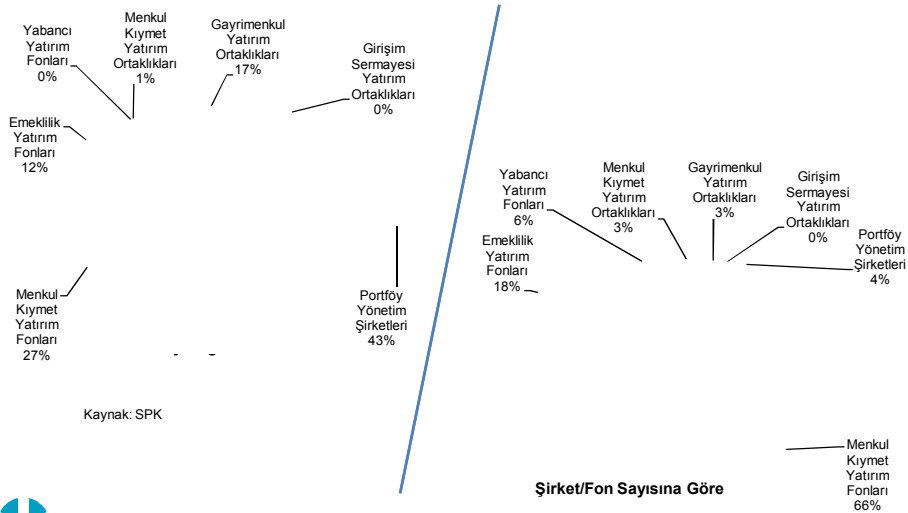 Yabancı
Yatırım
Fonları
0%
Menkul
Kıymet
Yatırım
Ortaklıkları
1%
Gayrimenkul
Yatırım
Ortaklıkları
17%
Girişim
Sermayesi
Yatırım
Ortaklıkları
0%
Emeklilik
Yatırım
Fonları
12%
Menkul
Kıymet
Yatırım
Fonları
27%
Portföy
Yönetim
Şirketleri
43%
Kaynak: SPK
Yabancı
Yatırım
Fonları
6%
Menkul
Kıymet
Yatırım
Ortaklıkları
3%
Gayrimenkul
Yatırım
Ortaklıkları
3%
Girişim
Sermayesi
Yatırım
Ortaklıkları
0%
Emeklilik
Yatırım
Fonları
18%
Portföy
Yönetim
Şirketleri
4%
Menkul
Kıymet
Yatırım
Fonları
66%
Şirket/Fon Sayısına Göre